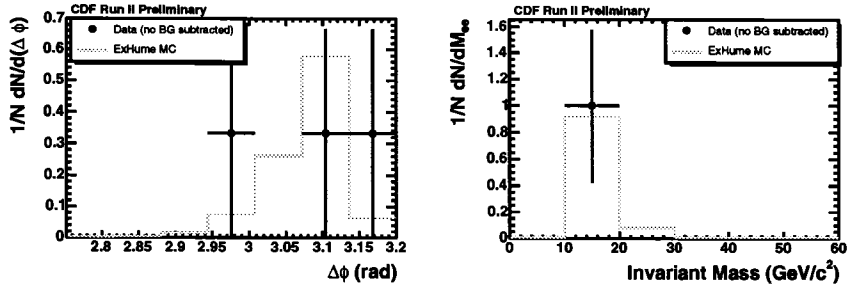 CDF Run II Preliminary
Data (no BG subtracted)
ExHume MC
1/N dN/d(Δ ϕ)
0.7
0.6
0.5
0.4
0.3
0.2
0.1
0
2.8 2.85 2.9 2.95 3 3.05 3.1 3.15 3.2
Δϕ (rad)
CDF Run II Preliminary
Data (no BG subtracted)
ExHume MC
1/N dN/dMee
1.6
1.4
1.2
1
0.8
0.6
0.4
0.2
0
0 10 20 30 40 50 60
Invariant Mass (GeV/c²)